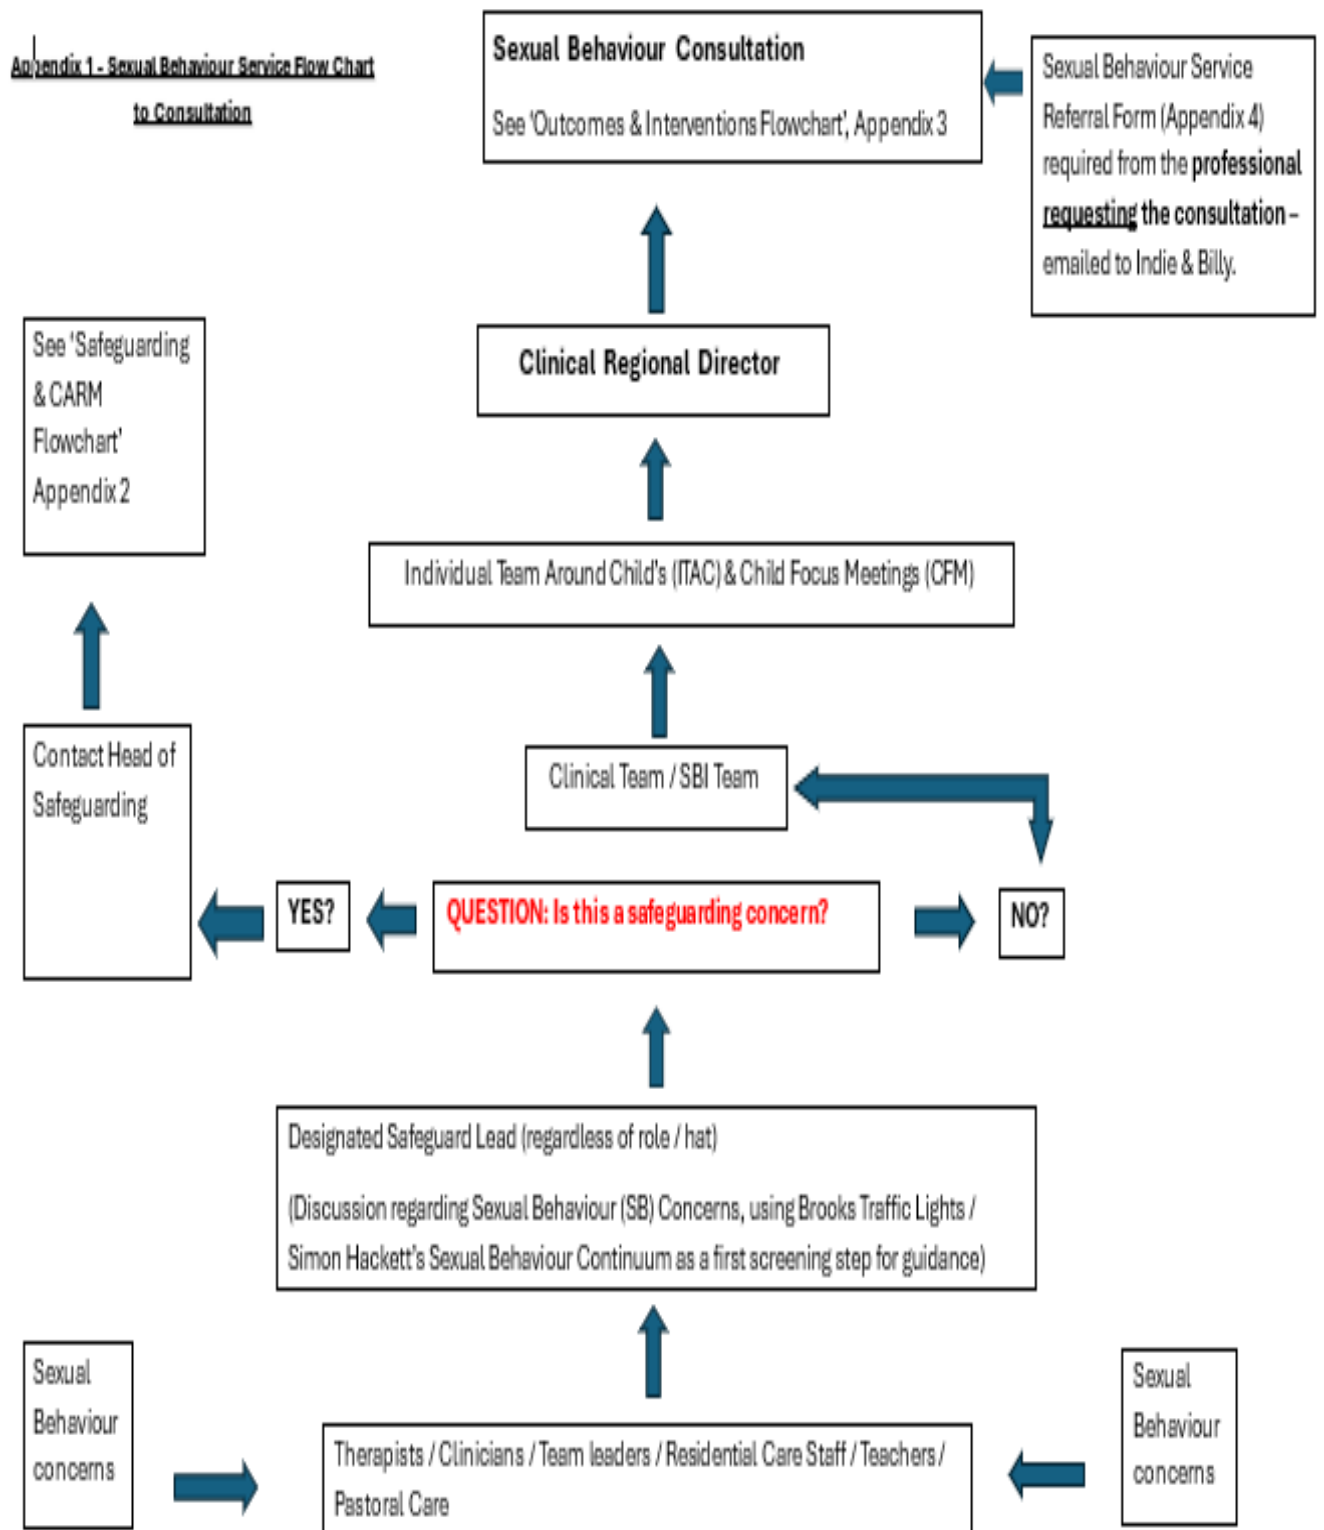 Appendix 1 - Sexual Behaviour Service Flow Chart
to Consultation
Sexual Behaviour Consultation
See 'Outcomes & Interventions Flowchart', Appendix 3
Sexual Behaviour Service
Referral Form (Appendix 4)
required from the professional
requesting the consultation –
emailed to Indie & Billy.
See 'Safeguarding
& CARM
Flowchart'
Appendix 2
Clinical Regional Director
Individual Team Around Child's (ITAC) & Child Focus Meetings (CFM)
Contact Head of
Safeguarding
Clinical Team / SBI Team
YES?
QUESTION: Is this a safeguarding concern?
NO?
Designated Safeguard Lead (regardless of role / hat)
(Discussion regarding Sexual Behaviour (SB) Concerns, using Brooks Traffic Lights /
Simon Hackett's Sexual Behaviour Continuum as a first screening step for guidance)
Sexual
Behaviour
concerns
Therapists / Clinicians / Team leaders / Residential Care Staff / Teachers /
Pastoral Care
Sexual
Behaviour
concerns